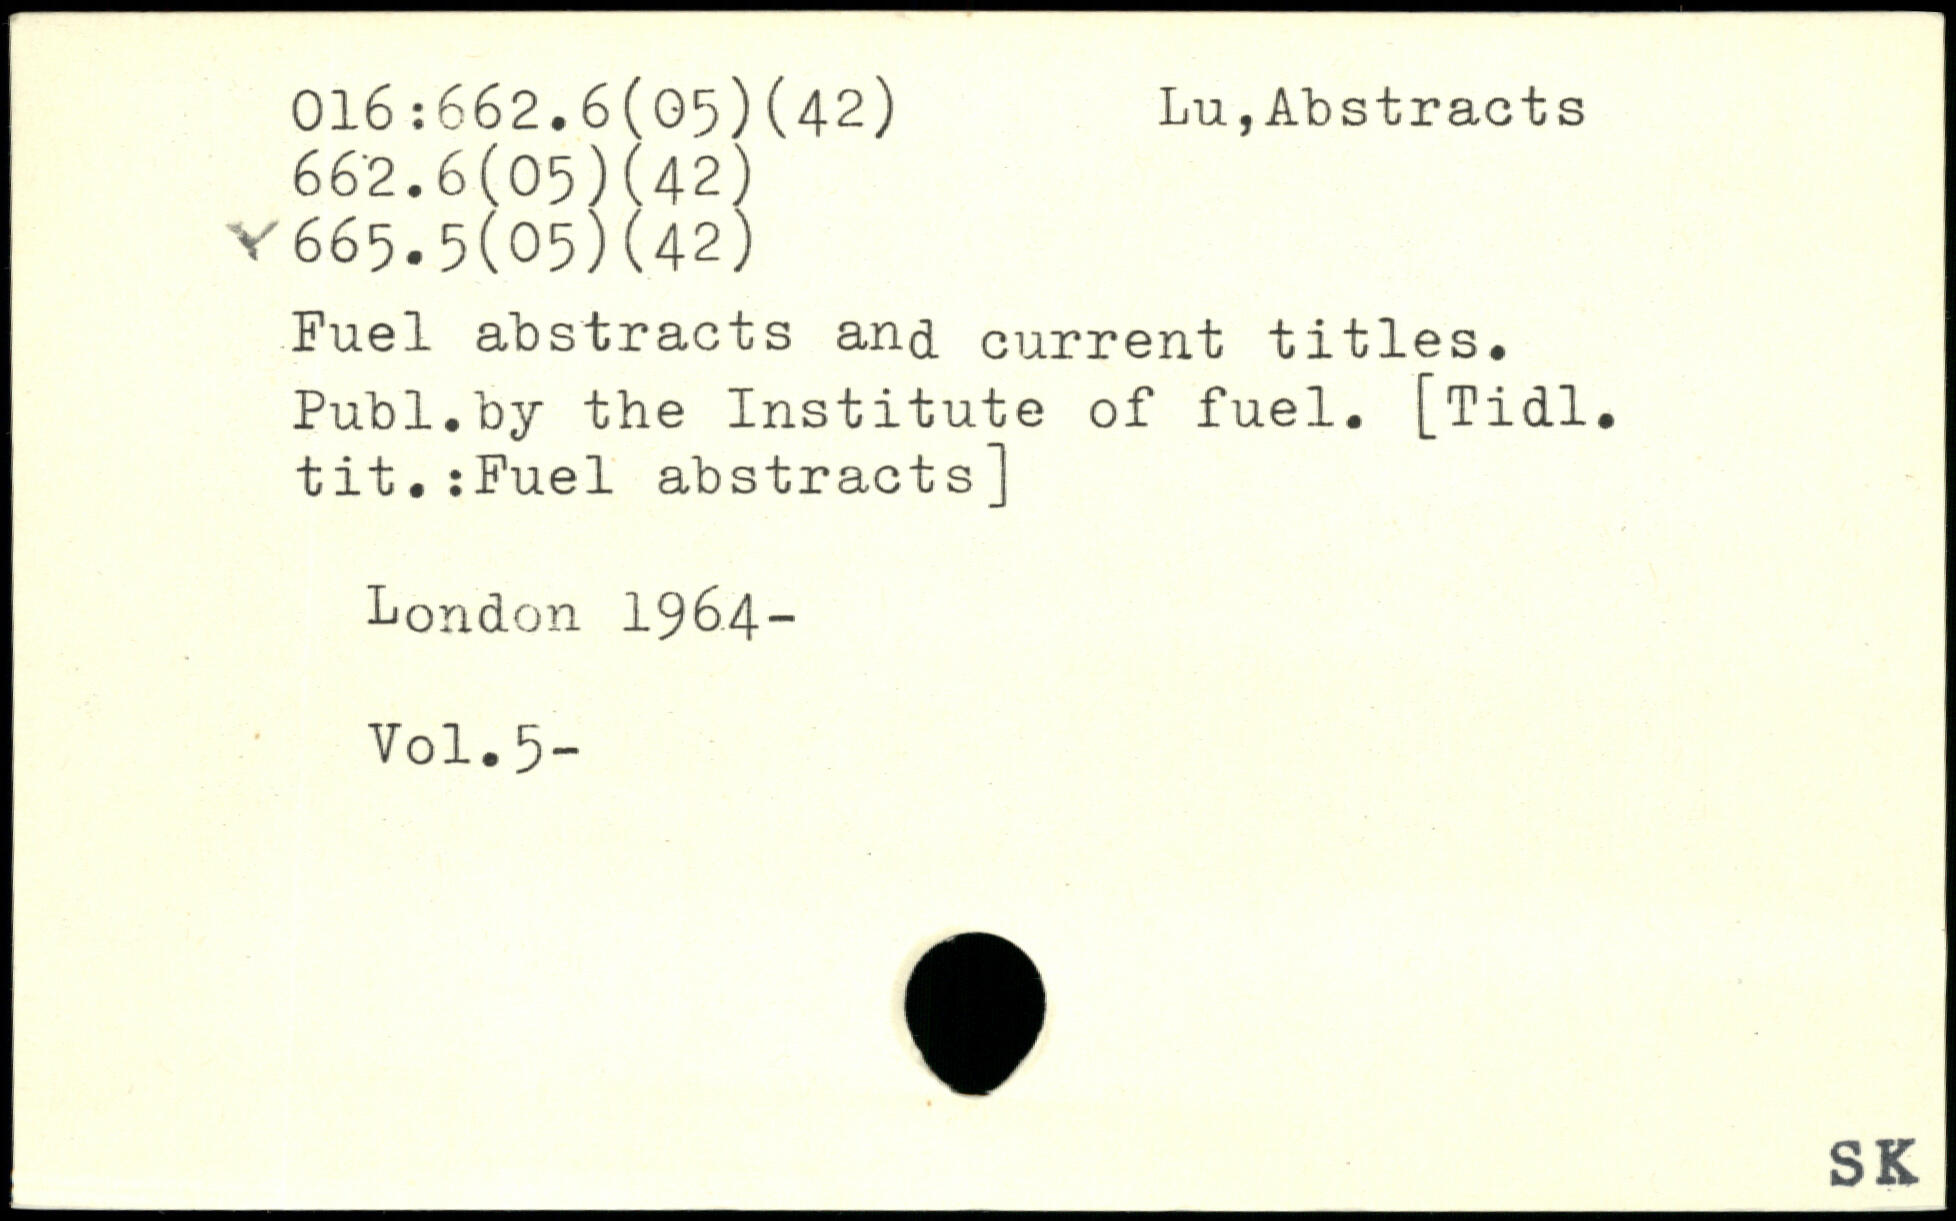 016:662.6(05)(42) Lu,Abstracts
662.6(05)(42)
665.5(05)(42)
Fuel abstracts and current titles.
Publ.by the Institute of fuel. [Tidl.
tit.:Fuel abstracts]
London 1964-
Vol.5-
SK